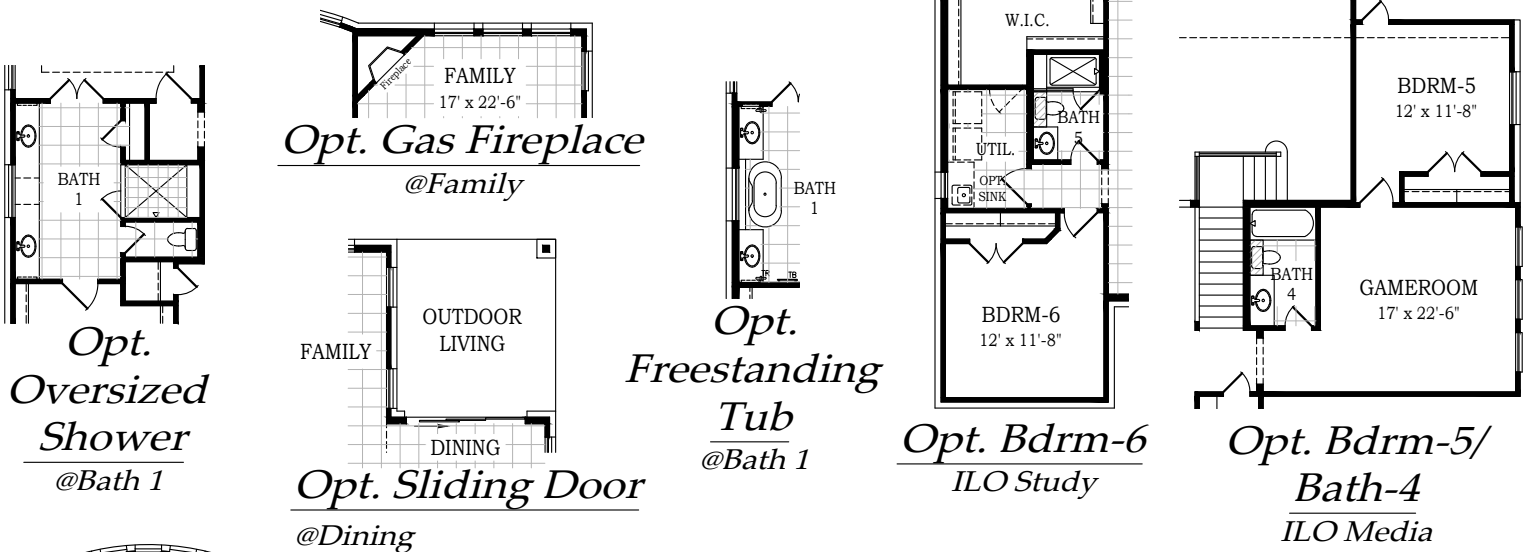 BATH
1
Opt.
Oversized
Shower
@Bath 1
Fireplace
FAMILY
17' x 22'-6"
Opt. Gas Fireplace
@Family
OUTDOOR
LIVING
FAMILY
DINING
Opt. Sliding Door
@Dining
BATH
1
TR
TB
Opt.
Freestanding
Tub
@Bath 1
W.I.C.
BATH
5
UTIL.
OPT.
SINK
BDRM-6
12' x 11'-8"
Opt. Bdrm-6
ILO Study
BDRM-5
12' x 11'-8"
BATH
4
GAMEROOM
17' x 22'-6"
Opt. Bdrm-5/
Bath-4
ILO Media